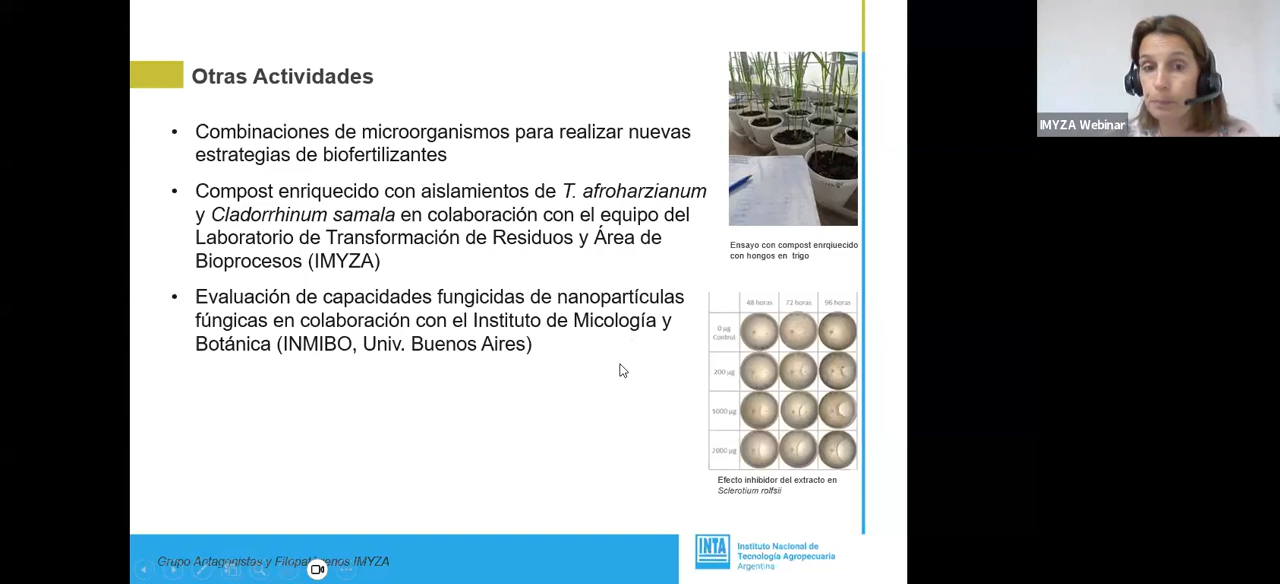 Otras Actividades
• Combinaciones de microorganismos para realizar nuevas
estrategias de biofertilizantes
• Compost enriquecido con aislamientos de T. afroharzianum
y Cladorrhinum samala en colaboración con el equipo del
Laboratorio de Transformación de Residuos y Área de
Bioprocesos (IMYZA)
• Evaluación de capacidades fungicidas de nanopartículas
fúngicas en colaboración con el Instituto de Micología y
Botánica (INMIBO, Univ. Buenos Aires)
Ensayo con compost enrqiuecido
con hongos en trigo
48 horas 72 horas 96 horas
0 µg
Control
200 µg
1000 µg
2000 µg
Efecto inhibidor del extracto en
Sclerotium rolfsii
Grupo Antagonistas y Fitopatógenos IMYZA
INTA
Instituto Nacional de
Tecnología Agropecuaria
Argentina
IMYZA Webinar